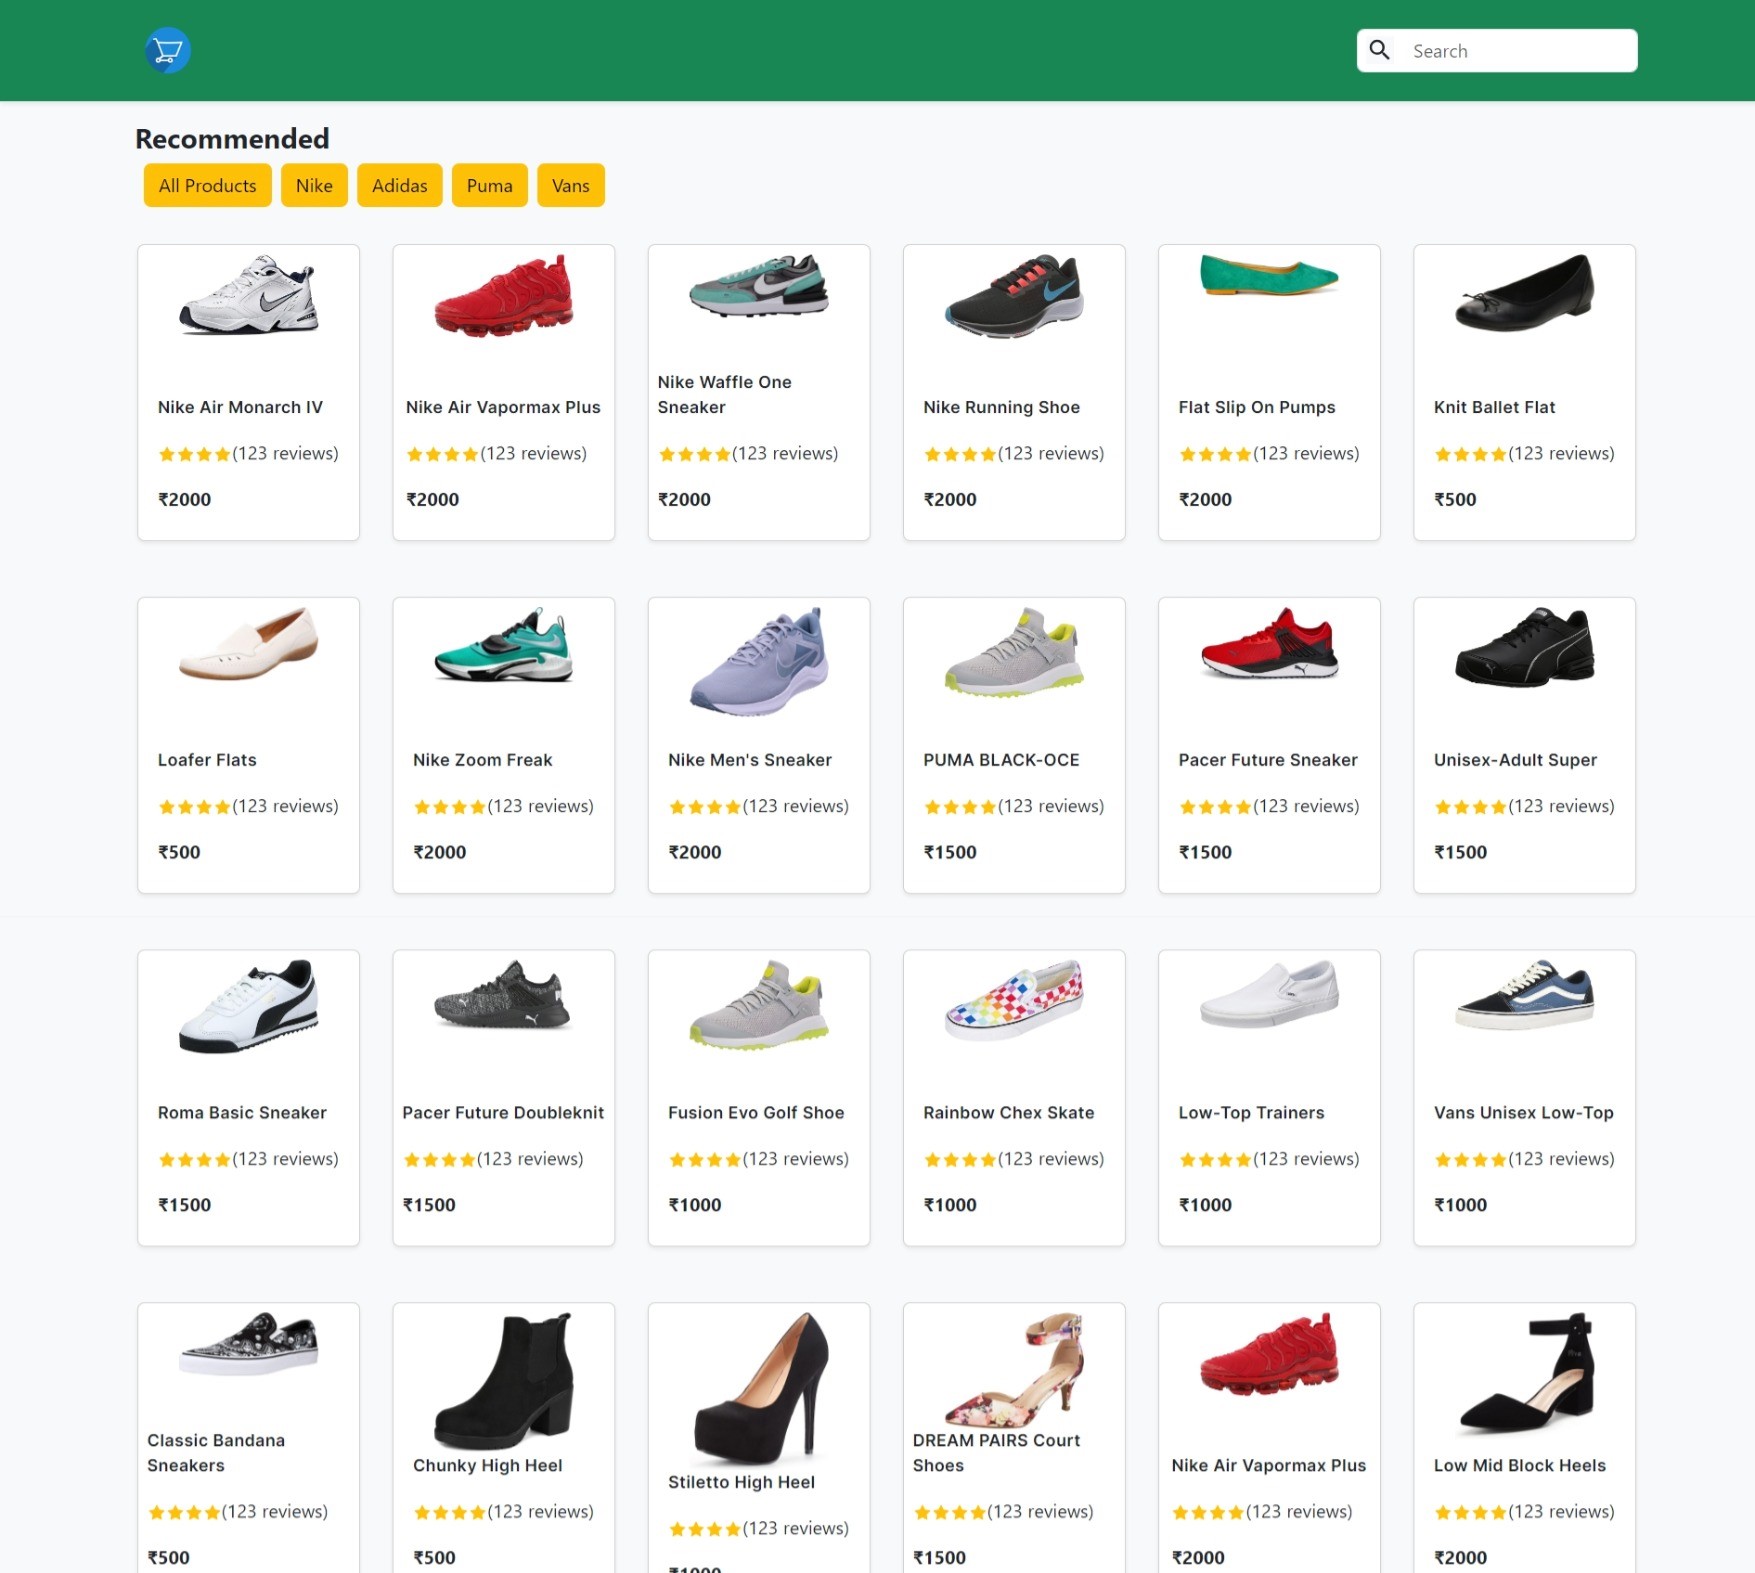 Search
Recommended
All Products
Nike
Adidas
Puma
Vans
Nike Air Monarch IV
(123 reviews)
₹2000
Nike Air Vapormax Plus
(123 reviews)
₹2000
Nike Waffle One
Sneaker
(123 reviews)
₹2000
Nike Running Shoe
(123 reviews)
₹2000
Flat Slip On Pumps
(123 reviews)
₹2000
Knit Ballet Flat
(123 reviews)
₹500
Loafer Flats
(123 reviews)
₹500
Nike Zoom Freak
(123 reviews)
₹2000
Nike Men's Sneaker
(123 reviews)
₹2000
PUMA BLACK-OCE
(123 reviews)
₹1500
Pacer Future Sneaker
(123 reviews)
₹1500
Unisex-Adult Super
(123 reviews)
₹1500
Roma Basic Sneaker
(123 reviews)
₹1500
Pacer Future Doubleknit
(123 reviews)
₹1500
Fusion Evo Golf Shoe
(123 reviews)
₹1000
Rainbow Chex Skate
(123 reviews)
₹1000
Low-Top Trainers
(123 reviews)
₹1000
Vans Unisex Low-Top
(123 reviews)
₹1000
Classic Bandana
Sneakers
(123 reviews)
₹500
Chunky High Heel
(123 reviews)
₹500
Stiletto High Heel
(123 reviews)
₹1000
DREAM PAIRS Court
Shoes
(123 reviews)
₹1500
Nike Air Vapormax Plus
(123 reviews)
₹2000
Low Mid Block Heels
(123 reviews)
₹2000